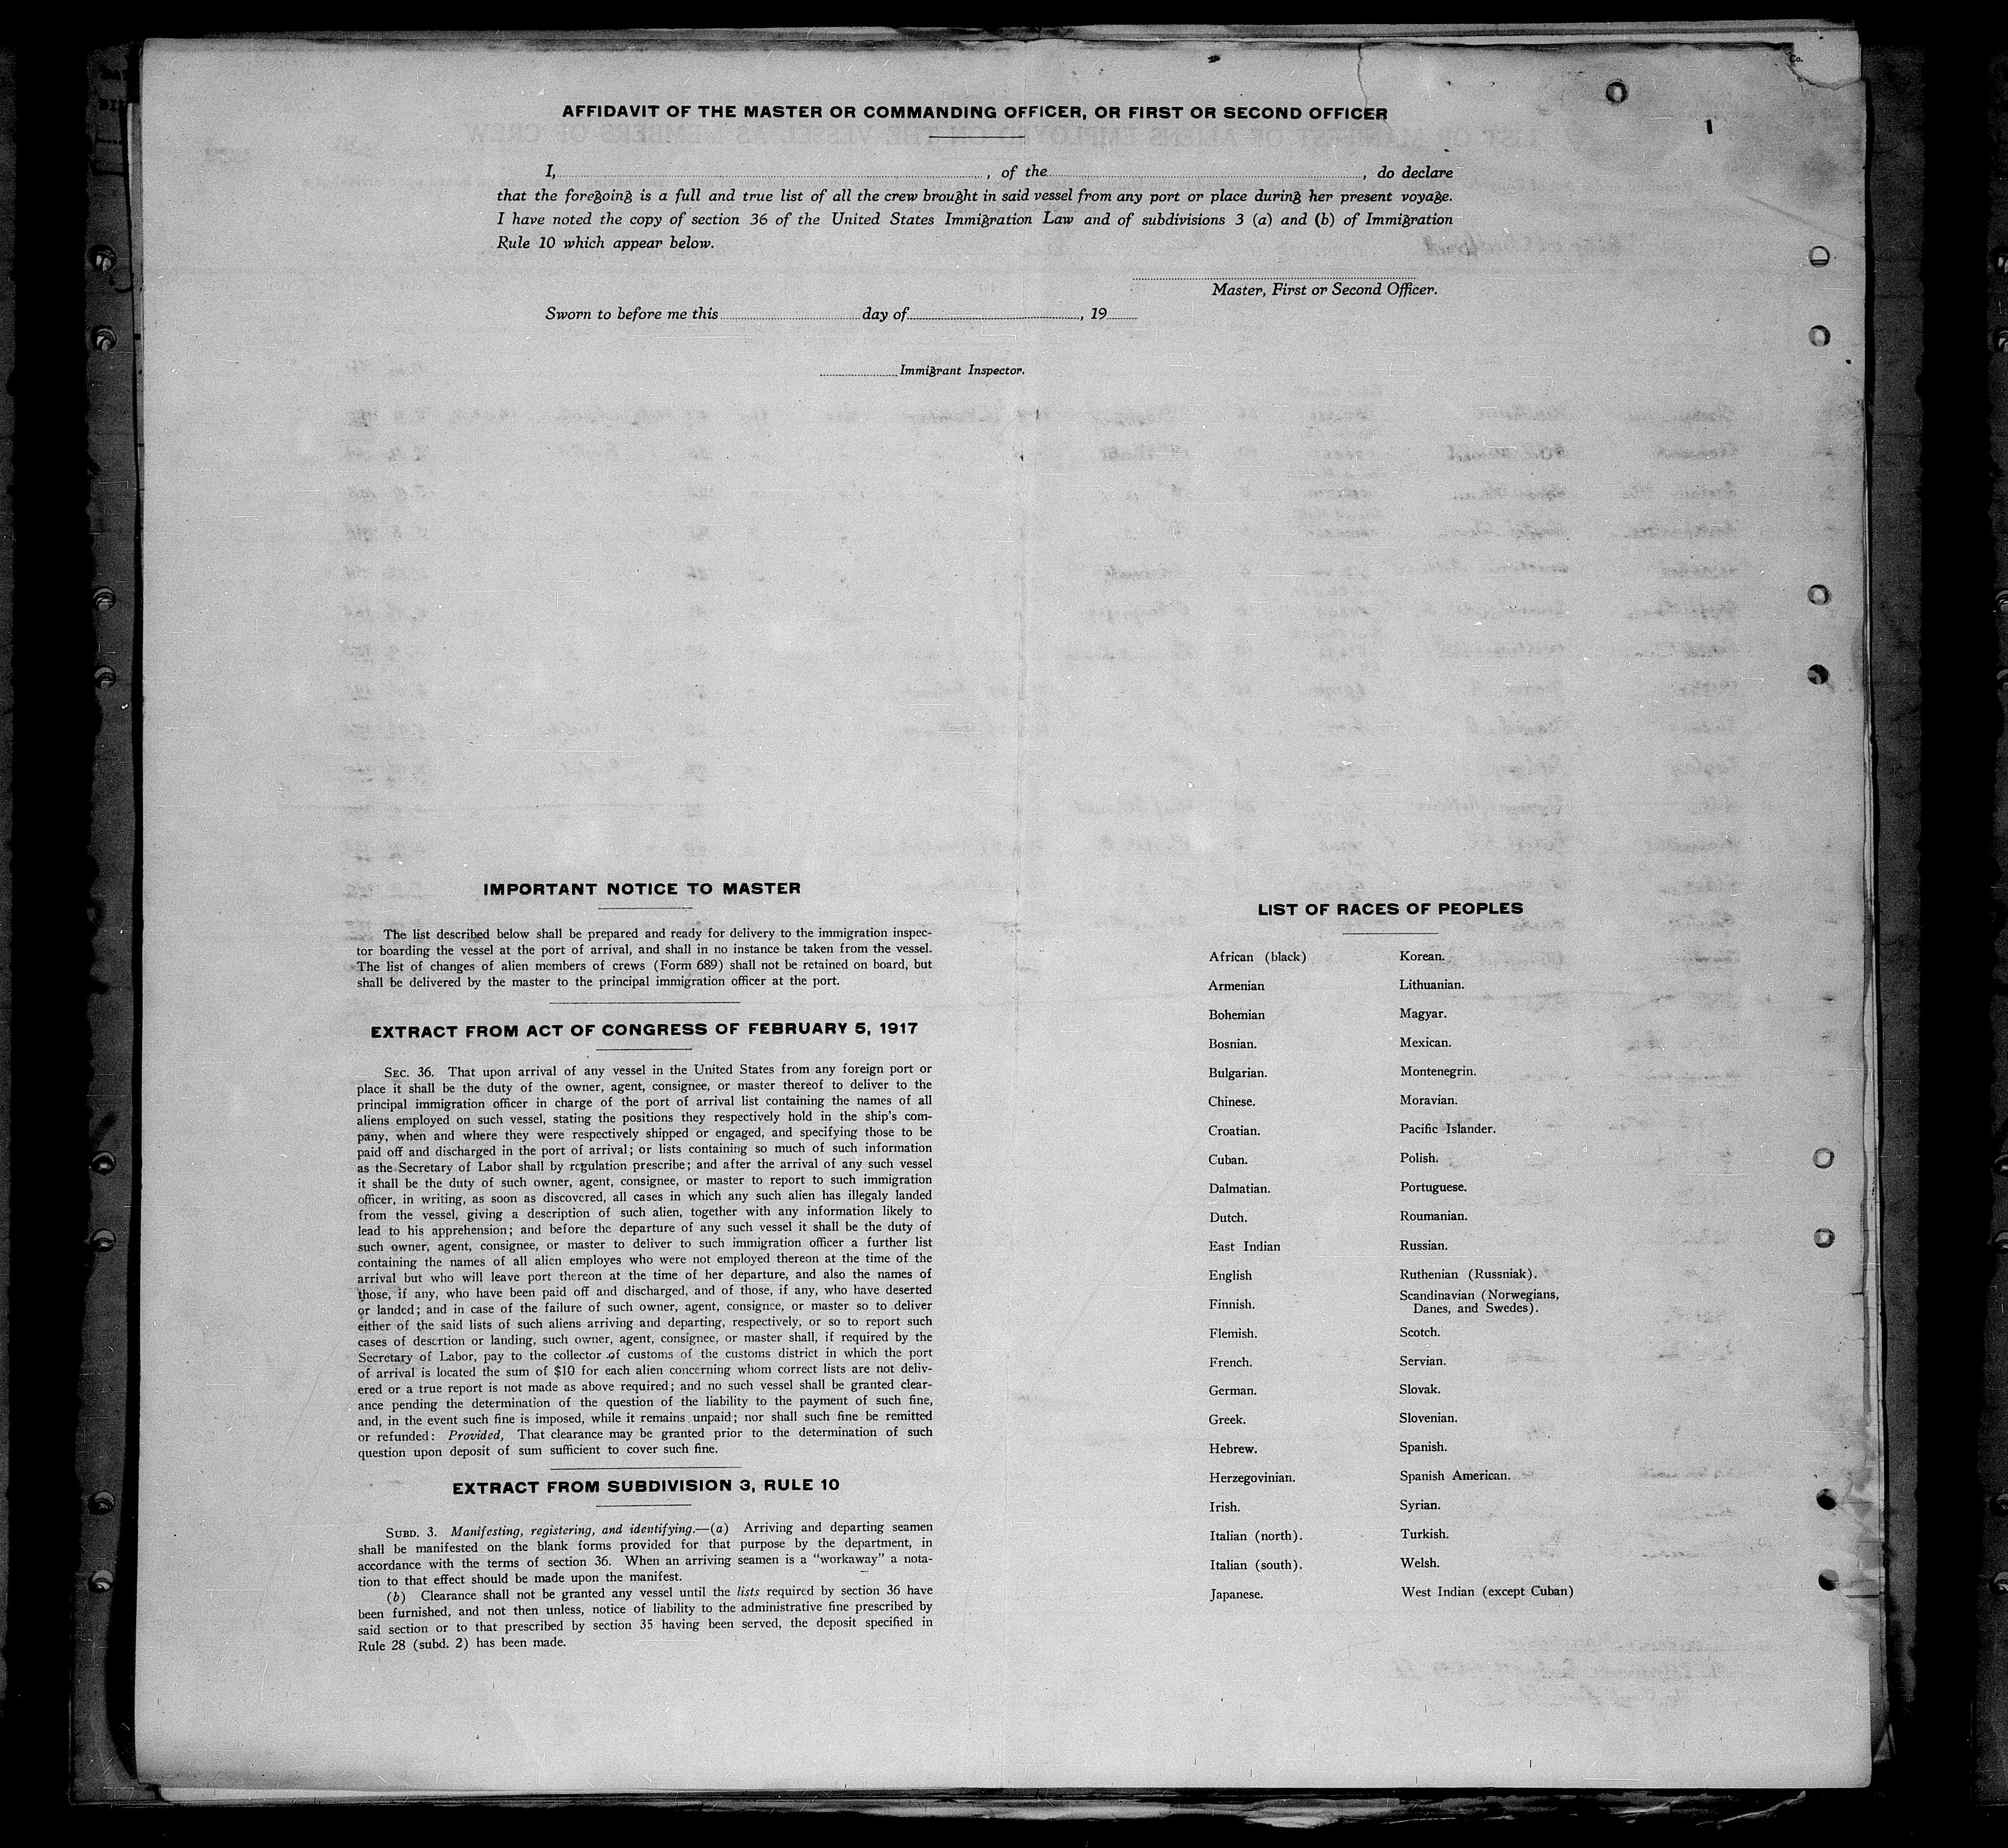 AFFIDAVIT OF THE MASTER OR COMMANDING OFFICER, OR FIRST OR SECOND OFFICER
I, , of the , do declare
that the foregoing is a full and true list of all the crew brought in said vessel from any port or place during her present voyage.
I have noted the copy of section 36 of the United States Immigration Law and of subdivisions 3 (a) and (b) of Immigration
Rule 10 which appear below.
Master, First or Second Officer.
Sworn to before me this day of , 19
Immigrant Inspector.
IMPORTANT NOTICE TO MASTER
The list described below shall be prepared and ready for delivery to the immigration inspec-
tor boarding the vessel at the port of arrival, and shall in no instance be taken from the vessel.
The list of changes of alien members of crews (Form 689) shall not be retained on board, but
shall be delivered by the master to the principal immigration officer at the port.
EXTRACT FROM ACT OF CONGRESS OF FEBRUARY 5, 1917
SEC. 36. That upon arrival of any vessel in the United States from any foreign port or
place it shall be the duty of the owner, agent, consignee, or master thereof to deliver to the
principal immigration officer in charge of the port of arrival list containing the names of all
aliens employed on such vessel, stating the positions they respectively hold in the ship's com-
pany, when and where they were respectively shipped or engaged, and specifying those to be
paid off and discharged in the port of arrival; or lists containing so much of such information
as the Secretary of Labor shall by regulation prescribe; and after the arrival of any such vessel
it shall be the duty of such owner, agent, consignee, or master to report to such immigration
officer, in writing, as soon as discovered, all cases in which any such alien has illegaly landed
from the vessel, giving a description of such alien, together with any information likely to
lead to his apprehension; and before the departure of any such vessel it shall be the duty of
such owner, agent, consignee, or master to deliver to such immigration officer a further list
containing the names of all alien employes who were not employed thereon at the time of the
arrival but who will leave port thereon at the time of her departure, and also the names of
those, if any, who have been paid off and discharged, and of those, if any, who have deserted
or landed; and in case of the failure of such owner, agent, consignee, or master so to deliver
either of the said lists of such aliens arriving and departing, respectively, or so to report such
cases of desertion or landing, such owner, agent, consignee, or master shall, if required by the
Secretary of Labor, pay to the collector of customs of the customs district in which the port
of arrival is located the sum of $10 for each alien concerning whom correct lists are not deliv-
ered or a true report is not made as above required; and no such vessel shall be granted clear-
ance pending the determination of the question of the liability to the payment of such fine,
and, in the event such fine is imposed, while it remains unpaid; nor shall such fine be remitted
or refunded: Provided, That clearance may be granted prior to the determination of such
question upon deposit of sum sufficient to cover such fine.
EXTRACT FROM SUBDIVISION 3, RULE 10
SUBD. 3. Manifesting, registering, and identifying.—(a) Arriving and departing seamen
shall be manifested on the blank forms provided for that purpose by the department, in
accordance with the terms of section 36. When an arriving seamen is a "workaway" a nota-
tion to that effect should be made upon the manifest.
(b) Clearance shall not be granted any vessel until the lists required by section 36 have
been furnished, and not then unless, notice of liability to the administrative fine prescribed by
said section or to that prescribed by section 35 having been served, the deposit specified in
Rule 28 (subd. 2) has been made.
LIST OF RACES OF PEOPLES
African (black)
Armenian
Bohemian
Bosnian.
Bulgarian.
Chinese.
Croatian.
Cuban.
Dalmatian.
Dutch.
East Indian
English
Finnish.
Flemish.
French.
German.
Greek.
Hebrew.
Herzegovinian.
Irish.
Italian (north).
Italian (south).
Japanese.
Korean.
Lithuanian.
Magyar.
Mexican.
Montenegrin.
Moravian.
Pacific Islander.
Polish.
Portuguese.
Roumanian.
Russian.
Ruthenian (Russniak).
Scandinavian (Norwegians,
Danes, and Swedes).
Scotch.
Servian.
Slovak.
Slovenian.
Spanish.
Spanish American.
Syrian.
Turkish.
Welsh.
West Indian (except Cuban)